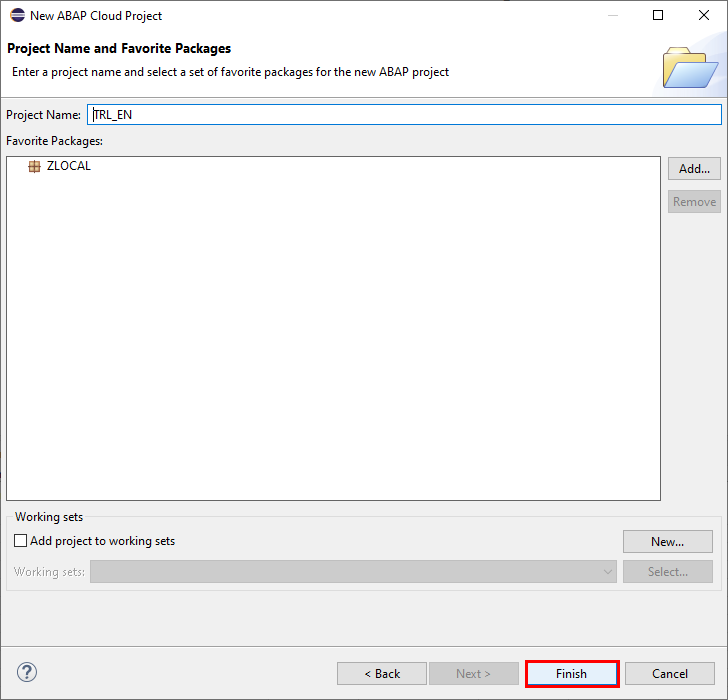 New ABAP Cloud Project
Project Name and Favorite Packages
Enter a project name and select a set of favorite packages for the new ABAP project
Project Name: TRL_EN
Favorite Packages:
ZLOCAL
Add...
Remove
Working sets
Add project to working sets
New...
Working sets:
Select...
?
< Back
Next >
Finish
Cancel